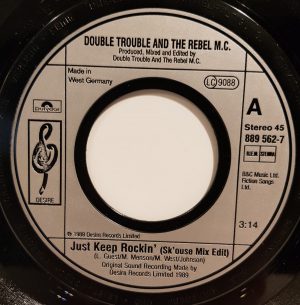 DOUBLE TROUBLE AND THE REBEL M.C.
Produced, Mixed and Edited by
Double Trouble And The Rebel M.C.
Made in
West Germany
LC 9088
A
Stereo 45
889 562-7
B.I.E.M. STEMRA
polydor
DESIRE
B&C Music Ltd.
Fiction Songs
Ltd.
3:14
℗ 1989 Desire Records Limited
Just Keep Rockin' (Sk'ouse Mix Edit)
(L. Guest/M. Menson/M. West/Johnson)
Original Sound Recording Made by
Desire Records Limited 1989